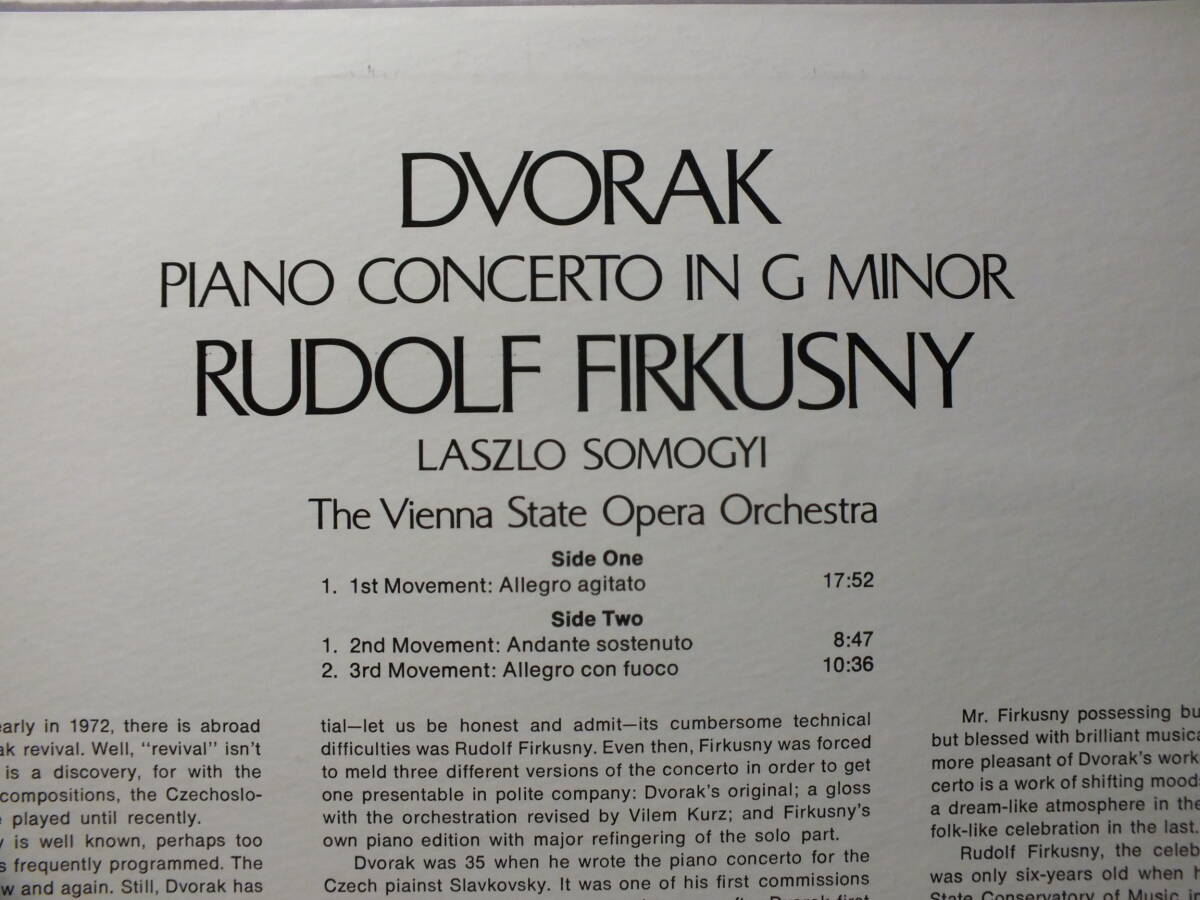 DVORAK
PIANO CONCERTO IN G MINOR
RUDOLF FIRKUSNY
LASZLO SOMOGYI
The Vienna State Opera Orchestra
Side One
1. 1st Movement: Allegro agitato 17:52
Side Two
1. 2nd Movement: Andante sostenuto 8:47
2. 3rd Movement: Allegro con fuoco 10:36
early in 1972, there is abroad
ak revival. Well, "revival" isn't
is a discovery, for with the
compositions, the Czechoslo-
e played until recently.
y is well known, perhaps too
s frequently programmed. The
ow and again. Still, Dvorak has
tial—let us be honest and admit—its cumbersome technical
difficulties was Rudolf Firkusny. Even then, Firkusny was forced
to meld three different versions of the concerto in order to get
one presentable in polite company: Dvorak's original; a gloss
with the orchestration revised by Vilem Kurz; and Firkusny's
own piano edition with major refingering of the solo part.
Dvorak was 35 when he wrote the piano concerto for the
Czech piainst Slavkovsky. It was one of his first commissions
after Dvorak first
Mr. Firkusny possessing bu
but blessed with brilliant musica
more pleasant of Dvorak's work
certo is a work of shifting mood
a dream-like atmosphere in the
folk-like celebration in the last.
Rudolf Firkusny, the celeb
was only six-years old when h
State Conservatory of Music in